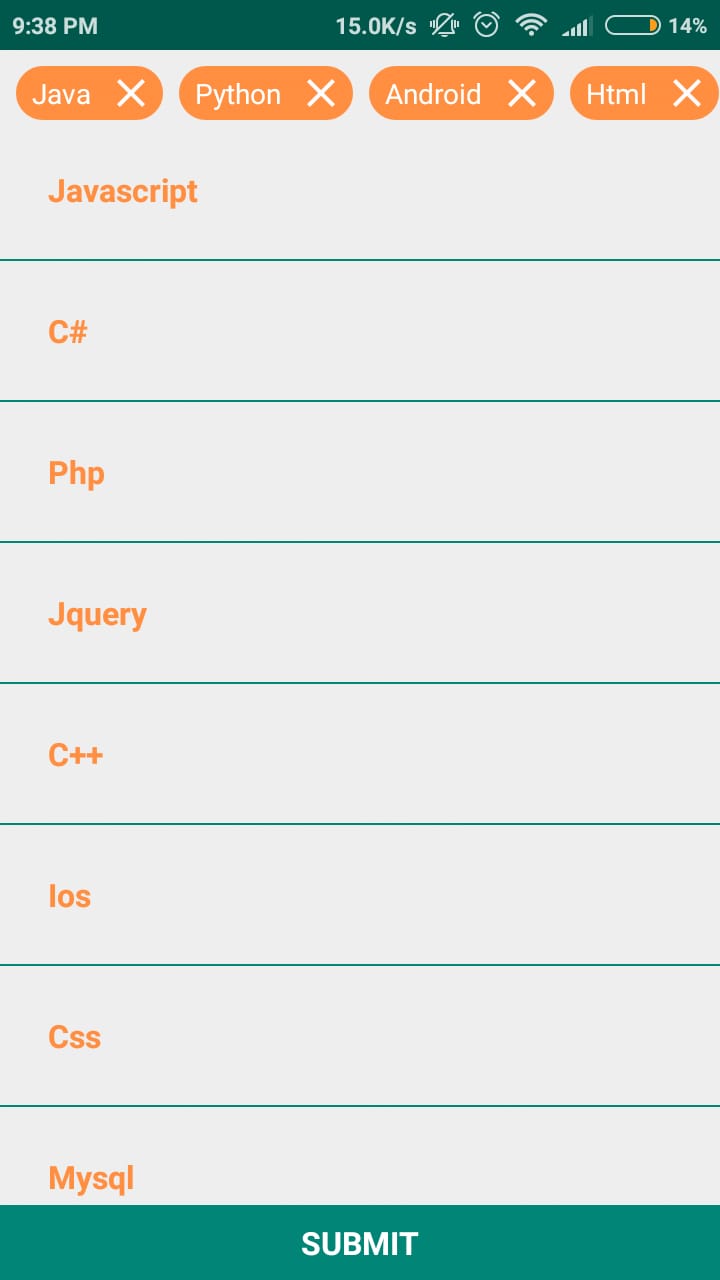 9:38 PM 15.0K/s 14%
Java Python Android Html
Javascript
C#
Php
Jquery
C++
Ios
Css
Mysql
SUBMIT